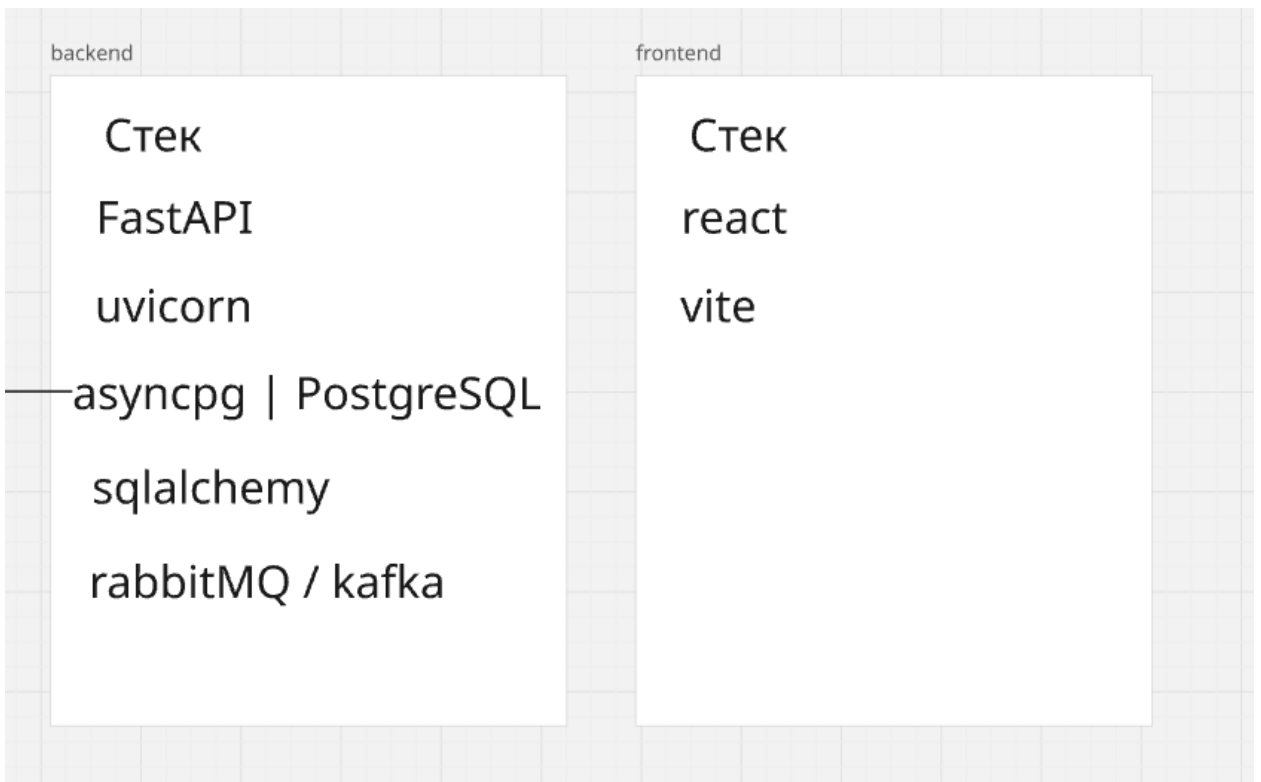 backend
Стек
FastAPI
uvicorn
asyncpg | PostgreSQL
sqlalchemy
rabbitMQ / kafka
frontend
Стек
react
vite